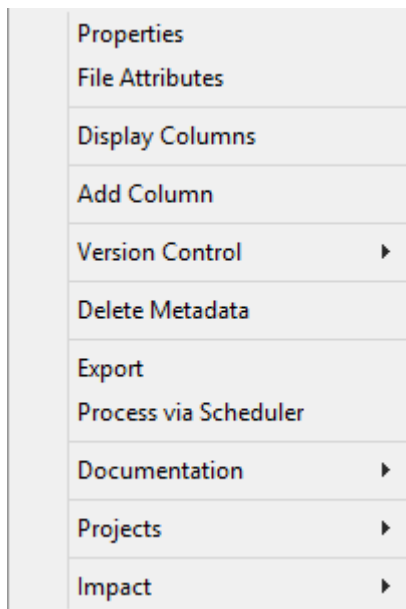 Properties
File Attributes
Display Columns
Add Column
Version Control
Delete Metadata
Export
Process via Scheduler
Documentation
Projects
Impact